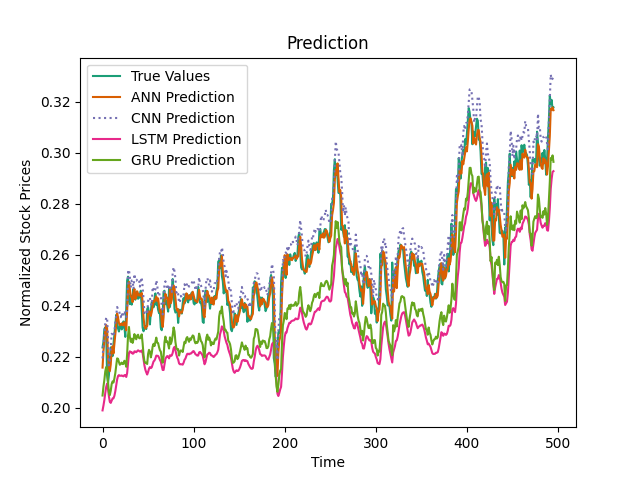 Prediction
True Values
ANN Prediction
CNN Prediction
LSTM Prediction
GRU Prediction
0.32
0.30
0.28
0.26
0.24
0.22
0.20
Normalized Stock Prices
0 100 200 300 400 500
Time